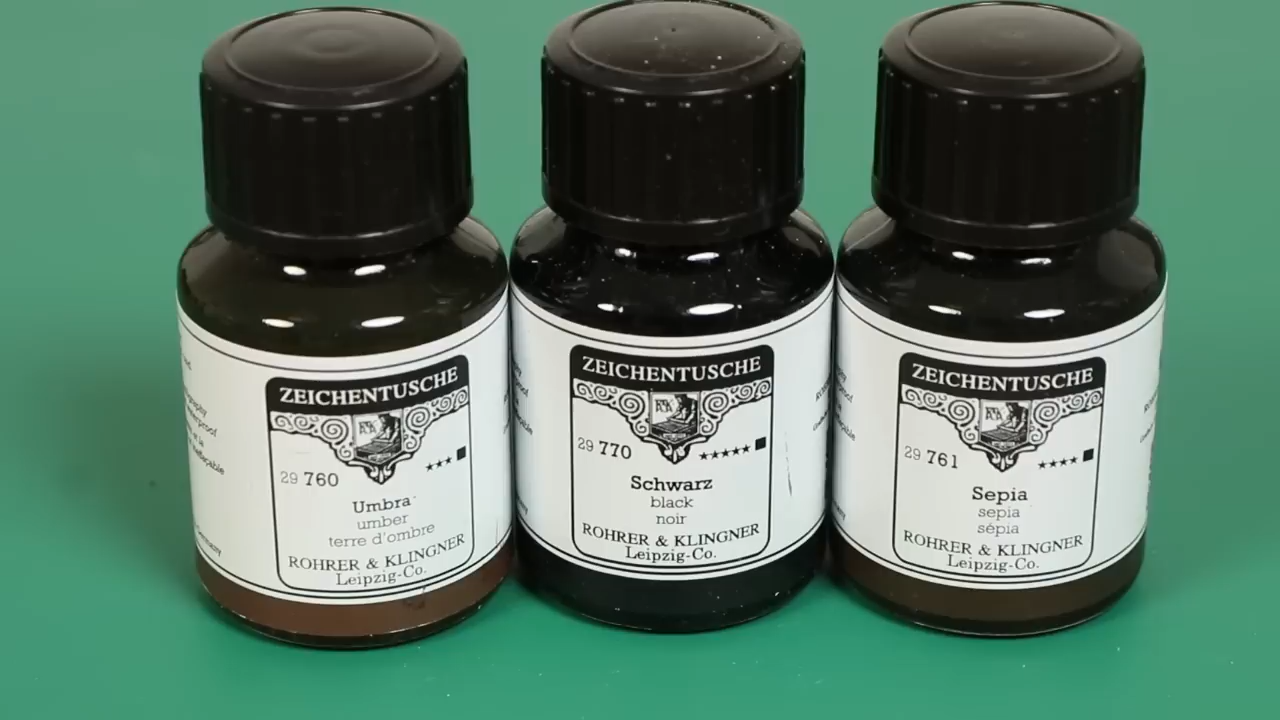 ZEICHENTUSCHE
29 760
★★★ ■
Umbra
umber
terre d'ombre
ROHRER & KLINGNER
Leipzig-Co.
ZEICHENTUSCHE
29 770
★★★★★ ■
Schwarz
black
noir
ROHRER & KLINGNER
Leipzig-Co.
ZEICHENTUSCHE
29 761
★★★★ ■
Sepia
sepia
sépia
ROHRER & KLINGNER
Leipzig-Co.